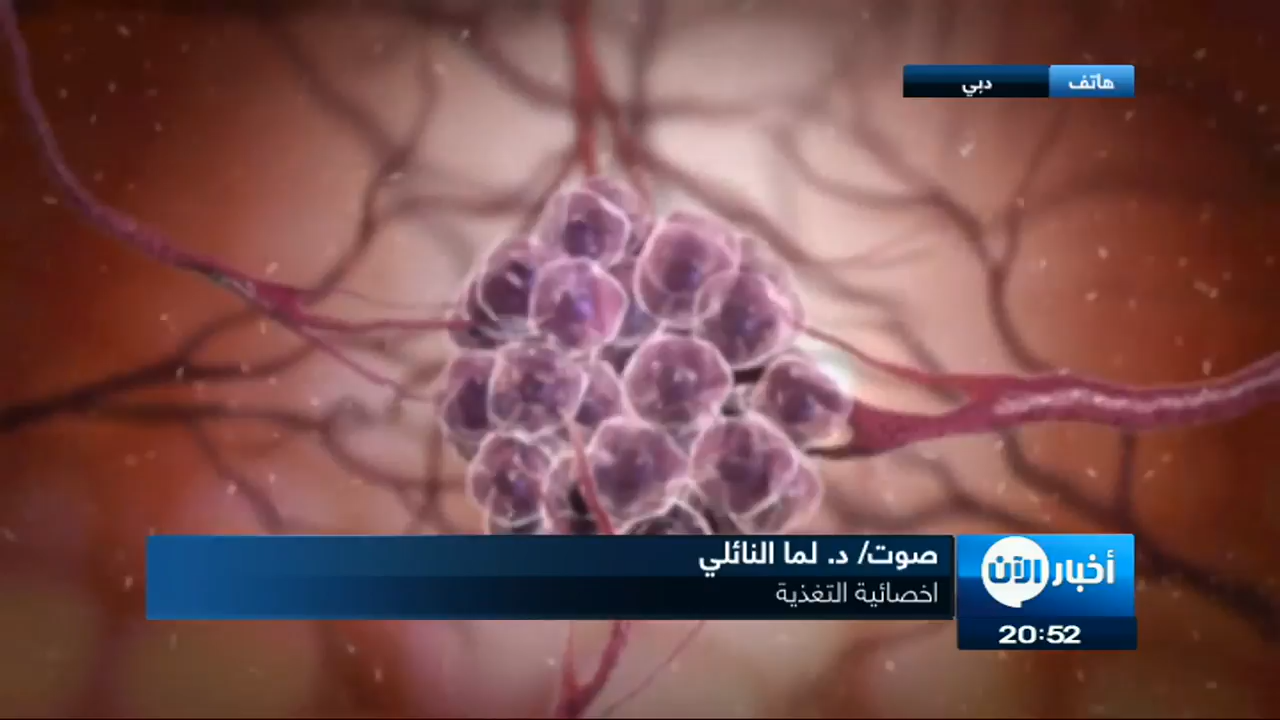 هاتف دبي
صوت/ د. لما النائلي
اخصائية التغذية
أخبار الآن
20:52